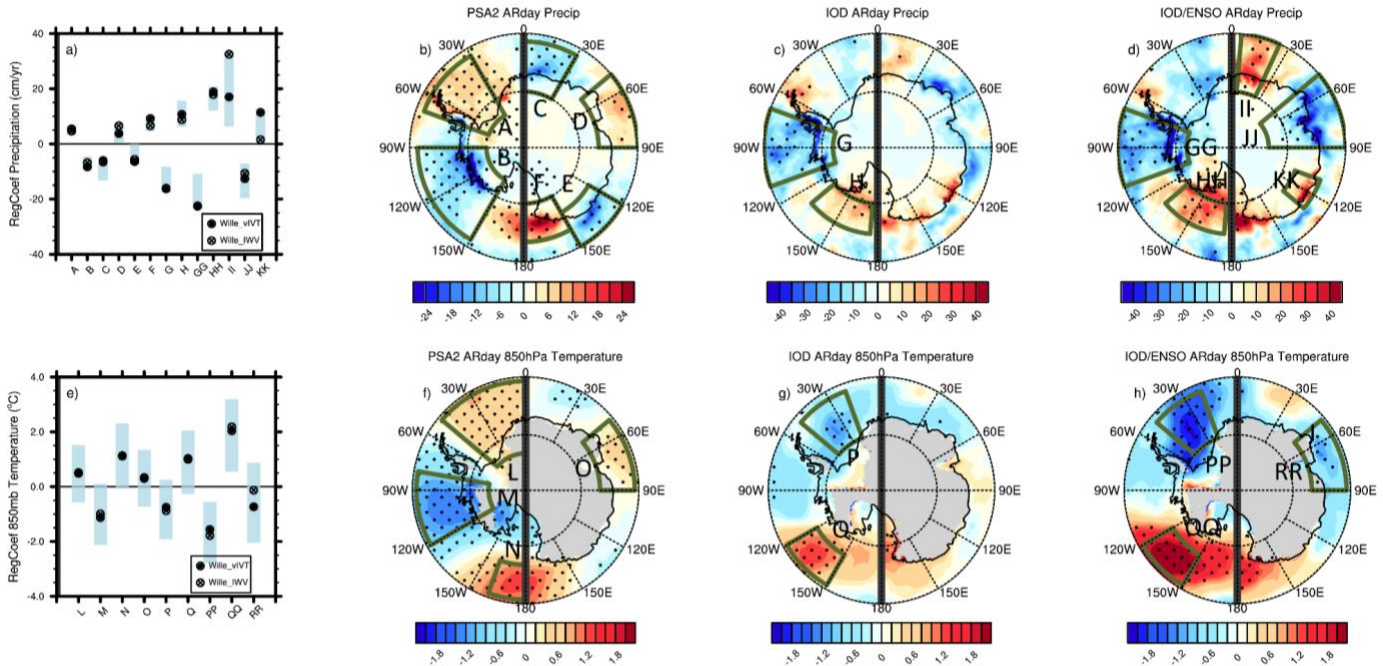 a)
RegCoef Precipitation (cm/yr)
40
20
0
-20
-40
Wille_vIVT
Wille_IWV
A B C D E F G H GG HH II JJ KK
PSA2 ARday Precip
b)
0
30E
60E
90E
120E
150E
180
150W
120W
90W
60W
30W
A
B
C
D
E
F
-24 -18 -12 -6 0 6 12 18 24
IOD ARday Precip
c)
0
30E
60E
90E
120E
150E
180
150W
120W
90W
60W
30W
G
H
-40 -30 -20 -10 0 10 20 30 40
IOD/ENSO ARday Precip
d)
0
30E
60E
90E
120E
150E
180
150W
120W
90W
60W
30W
II
JJ
GG
HH
KK
-40 -30 -20 -10 0 10 20 30 40
e)
RegCoef 850mb Temperature (°C)
4.0
2.0
0.0
-2.0
-4.0
Wille_vIVT
Wille_IWV
L M N O P Q PP QQ RR
PSA2 ARday 850hPa Temperature
f)
0
30E
60E
90E
120E
150E
180
150W
120W
90W
60W
30W
L
M
N
O
-1.8 -1.2 -0.6 0 0.6 1.2 1.8
IOD ARday 850hPa Temperature
g)
0
30E
60E
90E
120E
150E
180
150W
120W
90W
60W
30W
P
Q
-1.8 -1.2 -0.6 0 0.6 1.2 1.8
IOD/ENSO ARday 850hPa Temperature
h)
0
30E
60E
90E
120E
150E
180
150W
120W
90W
60W
30W
PP
RR
QQ
-1.8 -1.2 -0.6 0 0.6 1.2 1.8